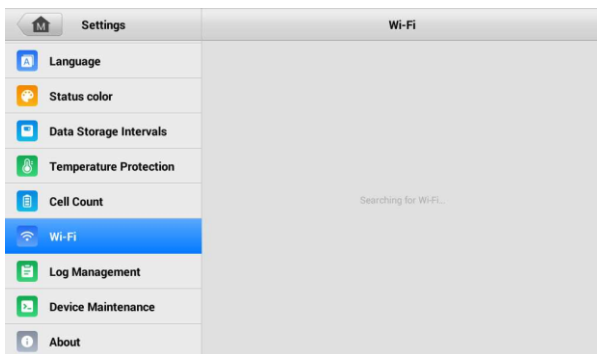 M
Settings
Wi-Fi
A Language
Status color
Data Storage Intervals
Temperature Protection
Cell Count
Wi-Fi
Log Management
Device Maintenance
About
Searching for Wi-Fi...